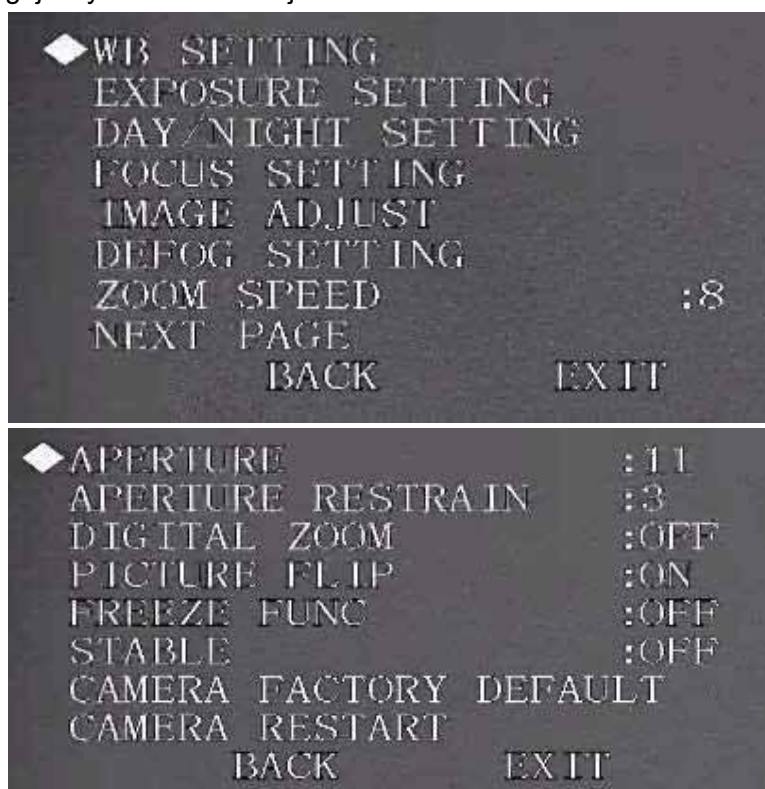 WB SETTING
EXPOSURE SETTING
DAY/NIGHT SETTING
FOCUS SETTING
IMAGE ADJUST
DEFOG SETTING
ZOOM SPEED :8
NEXT PAGE
BACK EXIT
APERTURE :11
APERTURE RESTRAIN :3
DIGITAL ZOOM :OFF
PICTURE FLIP :ON
FREEZE FUNC :OFF
STABLE :OFF
CAMERA FACTORY DEFAULT
CAMERA RESTART
BACK EXIT